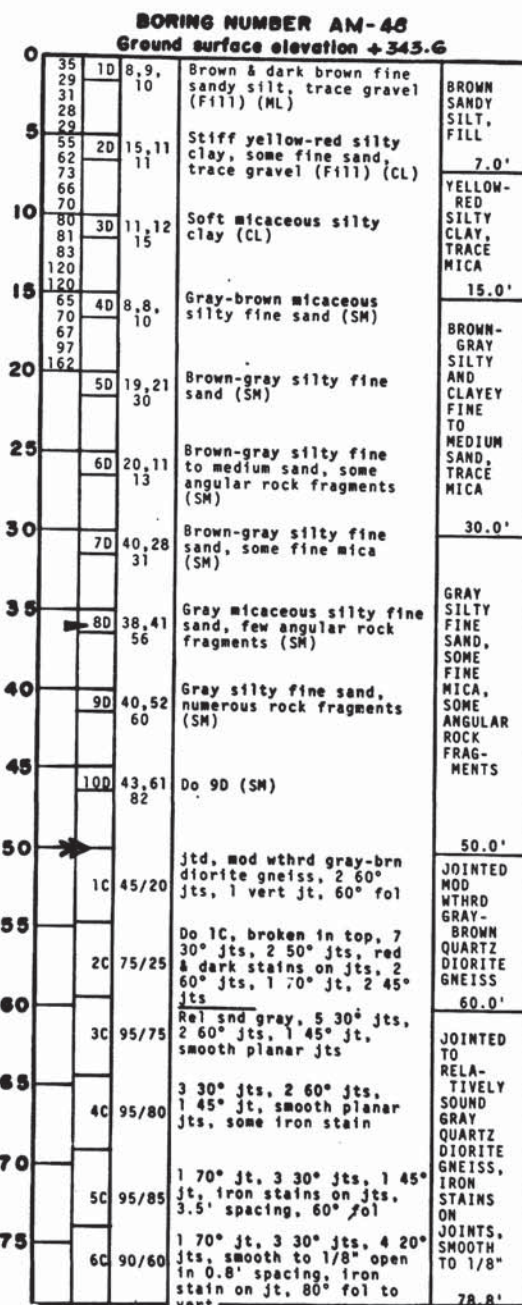 BORING NUMBER AM-48
Ground surface elevation +343.6
0
35
29
31
28
29
1D 8,9,
10
Brown & dark brown fine
sandy silt, trace gravel
(Fill) (ML)
BROWN
SANDY
SILT,
FILL
7.0'
5
55
62
73
66
70
2D 15,11
11
Stiff yellow-red silty
clay, some fine sand,
trace gravel (Fill) (CL)
YELLOW-
RED
SILTY
CLAY,
TRACE
MICA
15.0'
10
80
81
83
120
120
3D 11,12
15
Soft micaceous silty
clay (CL)
15
65
70
67
97
162
4D 8,8,
10
Gray-brown micaceous
silty fine sand (SM)
BROWN-
GRAY
SILTY
AND
CLAYEY
FINE
TO
MEDIUM
SAND,
TRACE
MICA
30.0'
20
5D 19,21
30
Brown-gray silty fine
sand (SM)
25
6D 20,11
13
Brown-gray silty fine
to medium sand, some
angular rock fragments
(SM)
30
7D 40,28
31
Brown-gray silty fine
sand, some fine mica
(SM)
GRAY
SILTY
FINE
SAND,
SOME
FINE
MICA,
SOME
ANGULAR
ROCK
FRAG-
MENTS
50.0'
35
8D 38,41
56
Gray micaceous silty fine
sand, few angular rock
fragments (SM)
40
9D 40,52
60
Gray silty fine sand,
numerous rock fragments
(SM)
45
10D 43,61
82
Do 9D (SM)
50
1C 45/20
jtd, mod wthrd gray-brn
diorite gneiss, 2 60°
jts, 1 vert jt, 60° fol
JOINTED
MOD
WTHRD
GRAY-
BROWN
QUARTZ
DIORITE
GNEISS
60.0'
55
2C 75/25
Do 1C, broken in top, 7
30° jts, 2 50° jts, red
& dark stains on jts, 2
60° jts, 1 70° jt, 2 45°
jts
60
3C 95/75
Rel snd gray, 5 30° jts,
2 60° jts, 1 45° jt,
smooth planar jts
JOINTED
TO
RELA-
TIVELY
SOUND
GRAY
QUARTZ
DIORITE
GNEISS,
IRON
STAINS
ON
JOINTS,
SMOOTH
TO 1/8"
78.8'
65
4C 95/80
3 30° jts, 2 60° jts,
1 45° jt, smooth planar
jts, some iron stain
70
5C 95/85
1 70° jt, 3 30° jts, 1 45°
jt, iron stains on jts,
3.5' spacing, 60° fol
75
6C 90/60
1 70° jt, 3 30° jts, 4 20°
jts, smooth to 1/8" open
in 0.8' spacing, iron
stain on jt, 80° fol to